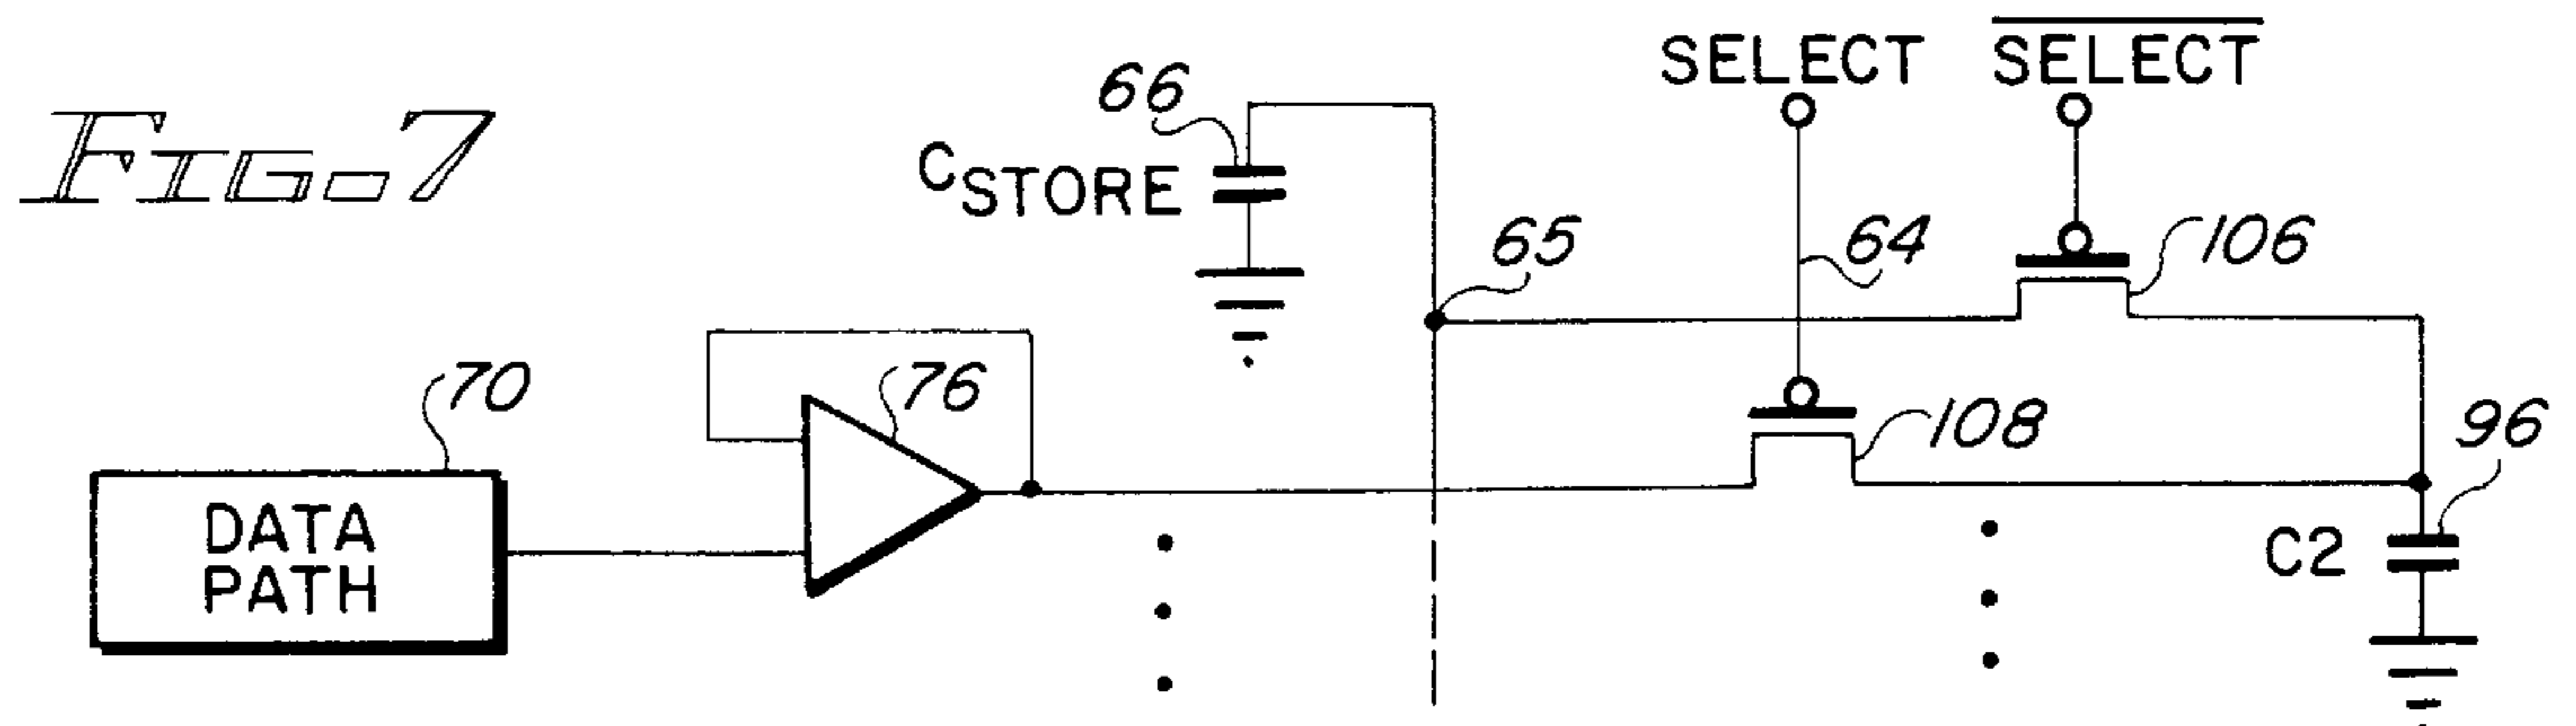 FIG-7
SELECT
SELECT
66
CSTORE
65
64
106
70
76
108
96
DATA
PATH
C2